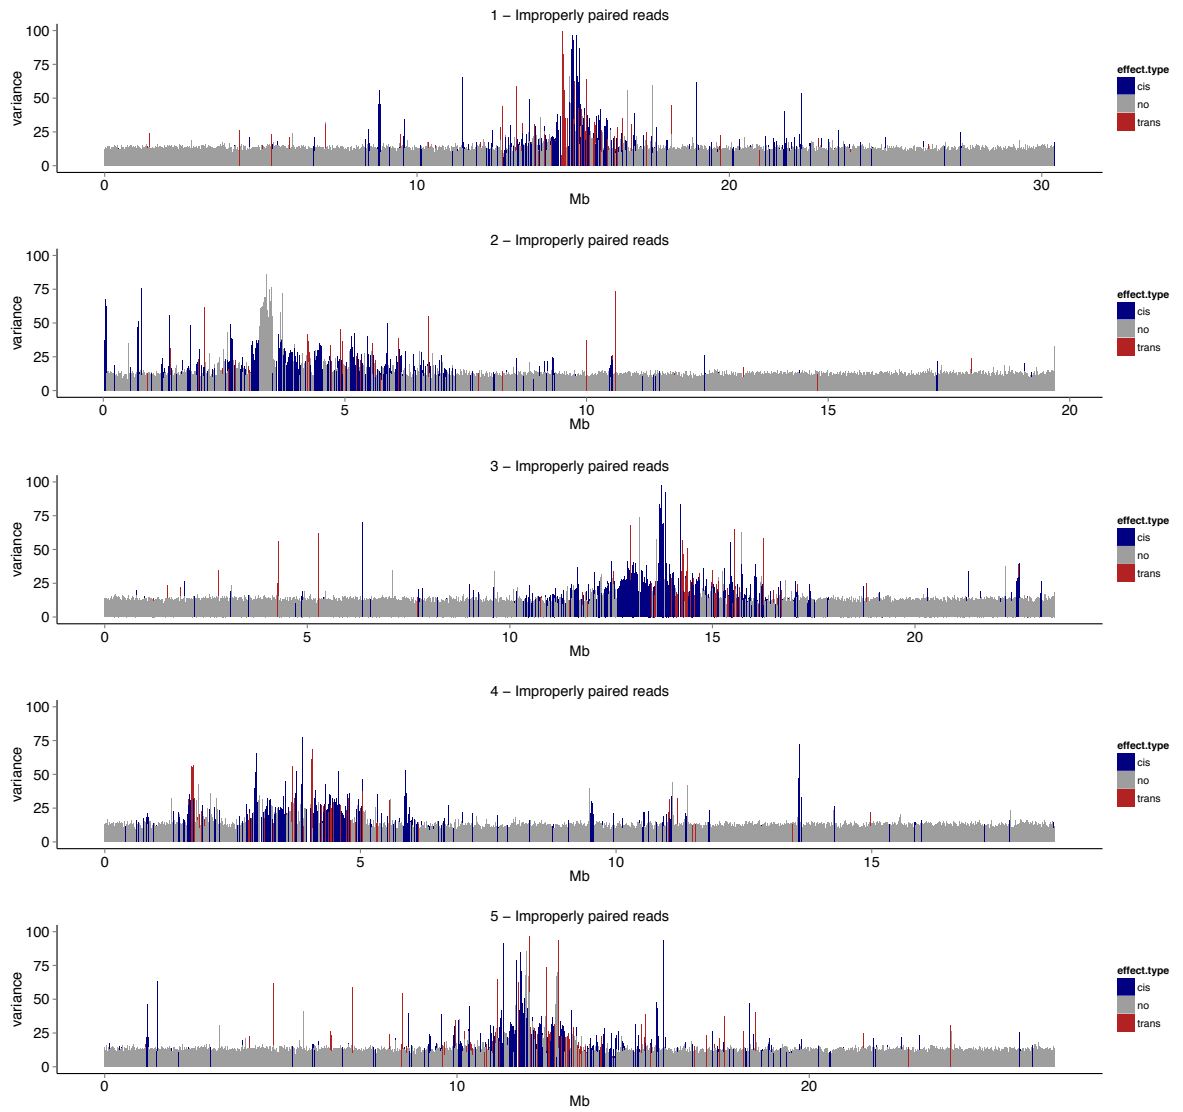 1 − Improperly paired reads
variance
100
75
50
25
0
0 10 20 30
Mb
effect.type
cis
no
trans
2 − Improperly paired reads
variance
100
75
50
25
0
0 5 10 15 20
Mb
effect.type
cis
no
trans
3 − Improperly paired reads
variance
100
75
50
25
0
0 5 10 15 20
Mb
effect.type
cis
no
trans
4 − Improperly paired reads
variance
100
75
50
25
0
0 5 10 15
Mb
effect.type
cis
no
trans
5 − Improperly paired reads
variance
100
75
50
25
0
0 10 20
Mb
effect.type
cis
no
trans